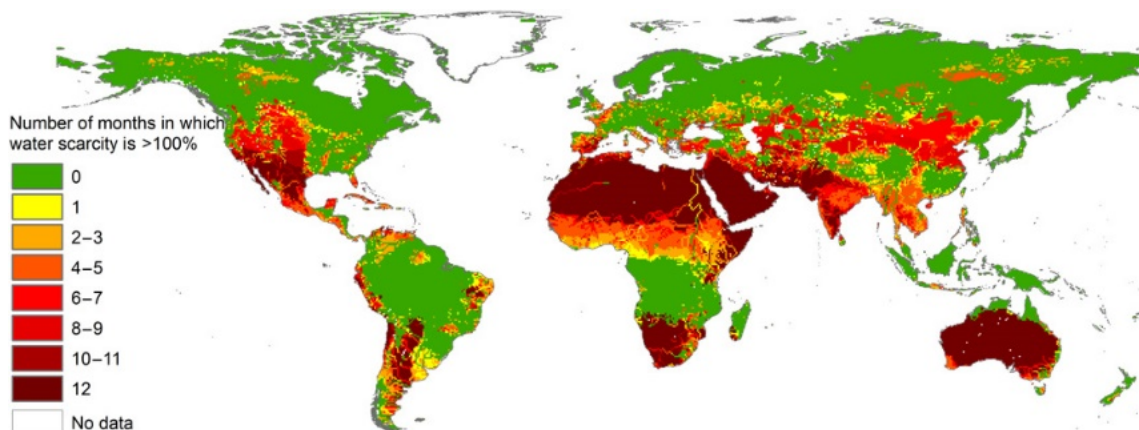 Number of months in which
water scarcity is >100%
0
1
2–3
4–5
6–7
8–9
10–11
12
No data